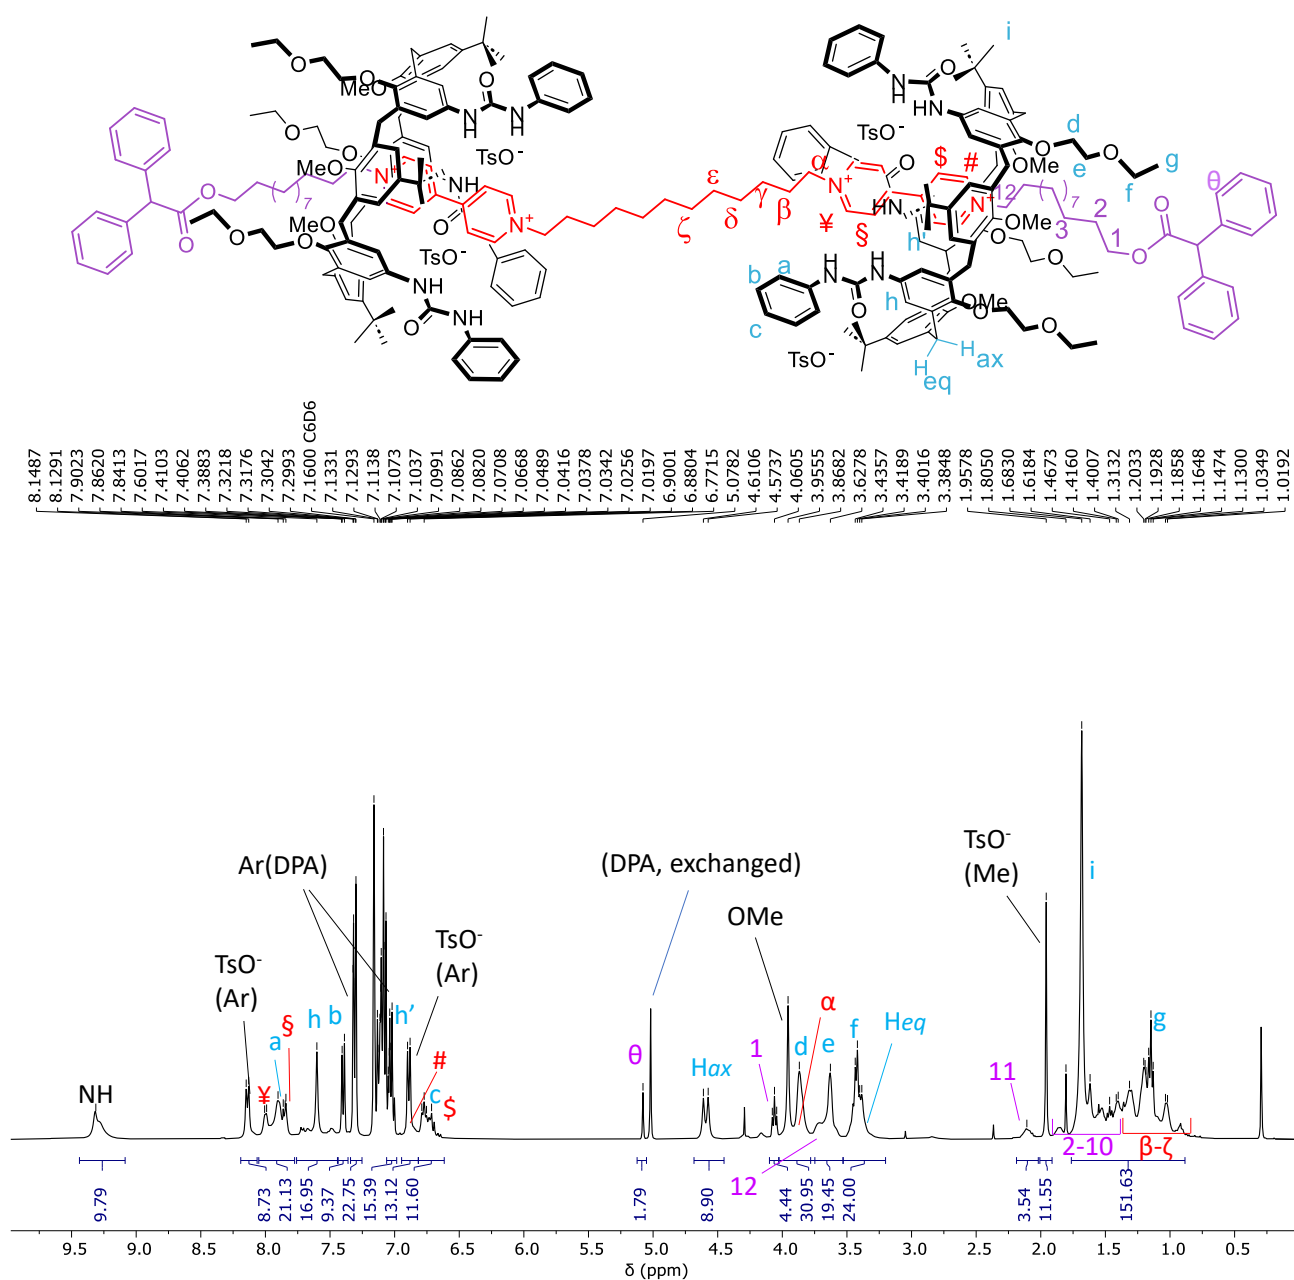 i
O
O
MeO
O
N
H
N
H
O
O
O
TsO-
MeO
N+
NH
O
O
O
7
MeO
O
O
TsO-
N+
NH
O
NH
N
H
O
N
H
TsO-
α
$
#
O
MeO
d
e
O
f
g
ε
ζ
δ
γ
β
N+
¥
§
HN
h'
N+
12
7
3
2
1
θ
O
O
MeO
O
O
b
a
c
N
H
O
N
H
h
OMe
O
O
TsO-
H
ax
H
eq
8.1487
8.1291
7.9023
7.8620
7.8413
7.6017
7.4103
7.4062
7.3883
7.3218
7.3176
7.3042
7.2993
7.1600 C6D6
7.1331
7.1293
7.1138
7.1073
7.1037
7.0991
7.0862
7.0820
7.0708
7.0668
7.0489
7.0416
7.0378
7.0342
7.0256
7.0197
6.9001
6.8804
6.7715
5.0782
4.6106
4.5737
4.0605
3.9555
3.8682
3.6278
3.4357
3.4189
3.4016
3.3848
1.9578
1.8050
1.6830
1.6184
1.4673
1.4160
1.4007
1.3132
1.2033
1.1928
1.1858
1.1648
1.1474
1.1300
1.0349
1.0192
NH
TsO-
(Ar)
¥
a
§
Ar(DPA)
h
b
h'
TsO-
(Ar)
#
c
$
θ
(DPA, exchanged)
Hax
1
OMe
d
α
e
f
Heq
12
11
TsO-
(Me)
i
2-10
g
β-ζ
9.79
8.73
21.13
16.95
9.37
22.75
15.39
13.12
11.60
1.79
8.90
4.44
30.95
19.45
24.00
3.54
11.55
151.63
9.5
9.0
8.5
8.0
7.5
7.0
6.5
6.0
5.5
5.0
4.5
4.0
3.5
3.0
2.5
2.0
1.5
1.0
0.5
δ (ppm)